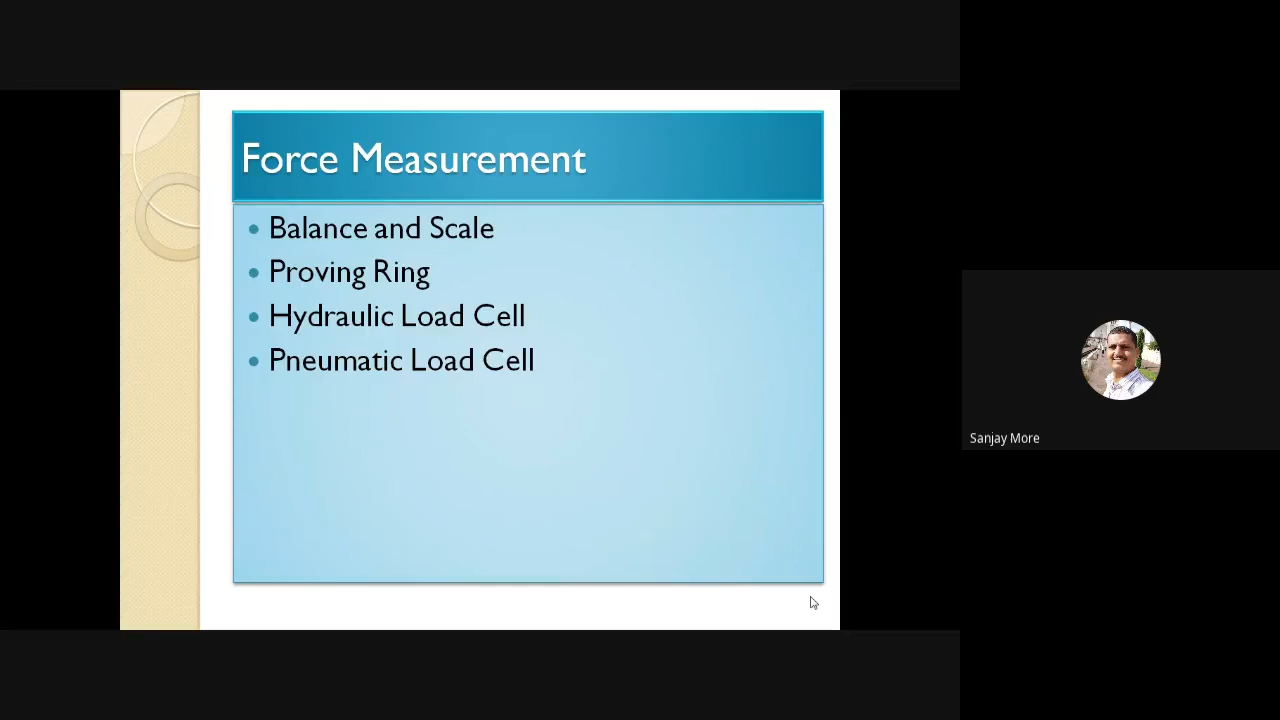 Force Measurement
• Balance and Scale
• Proving Ring
• Hydraulic Load Cell
• Pneumatic Load Cell
Sanjay More